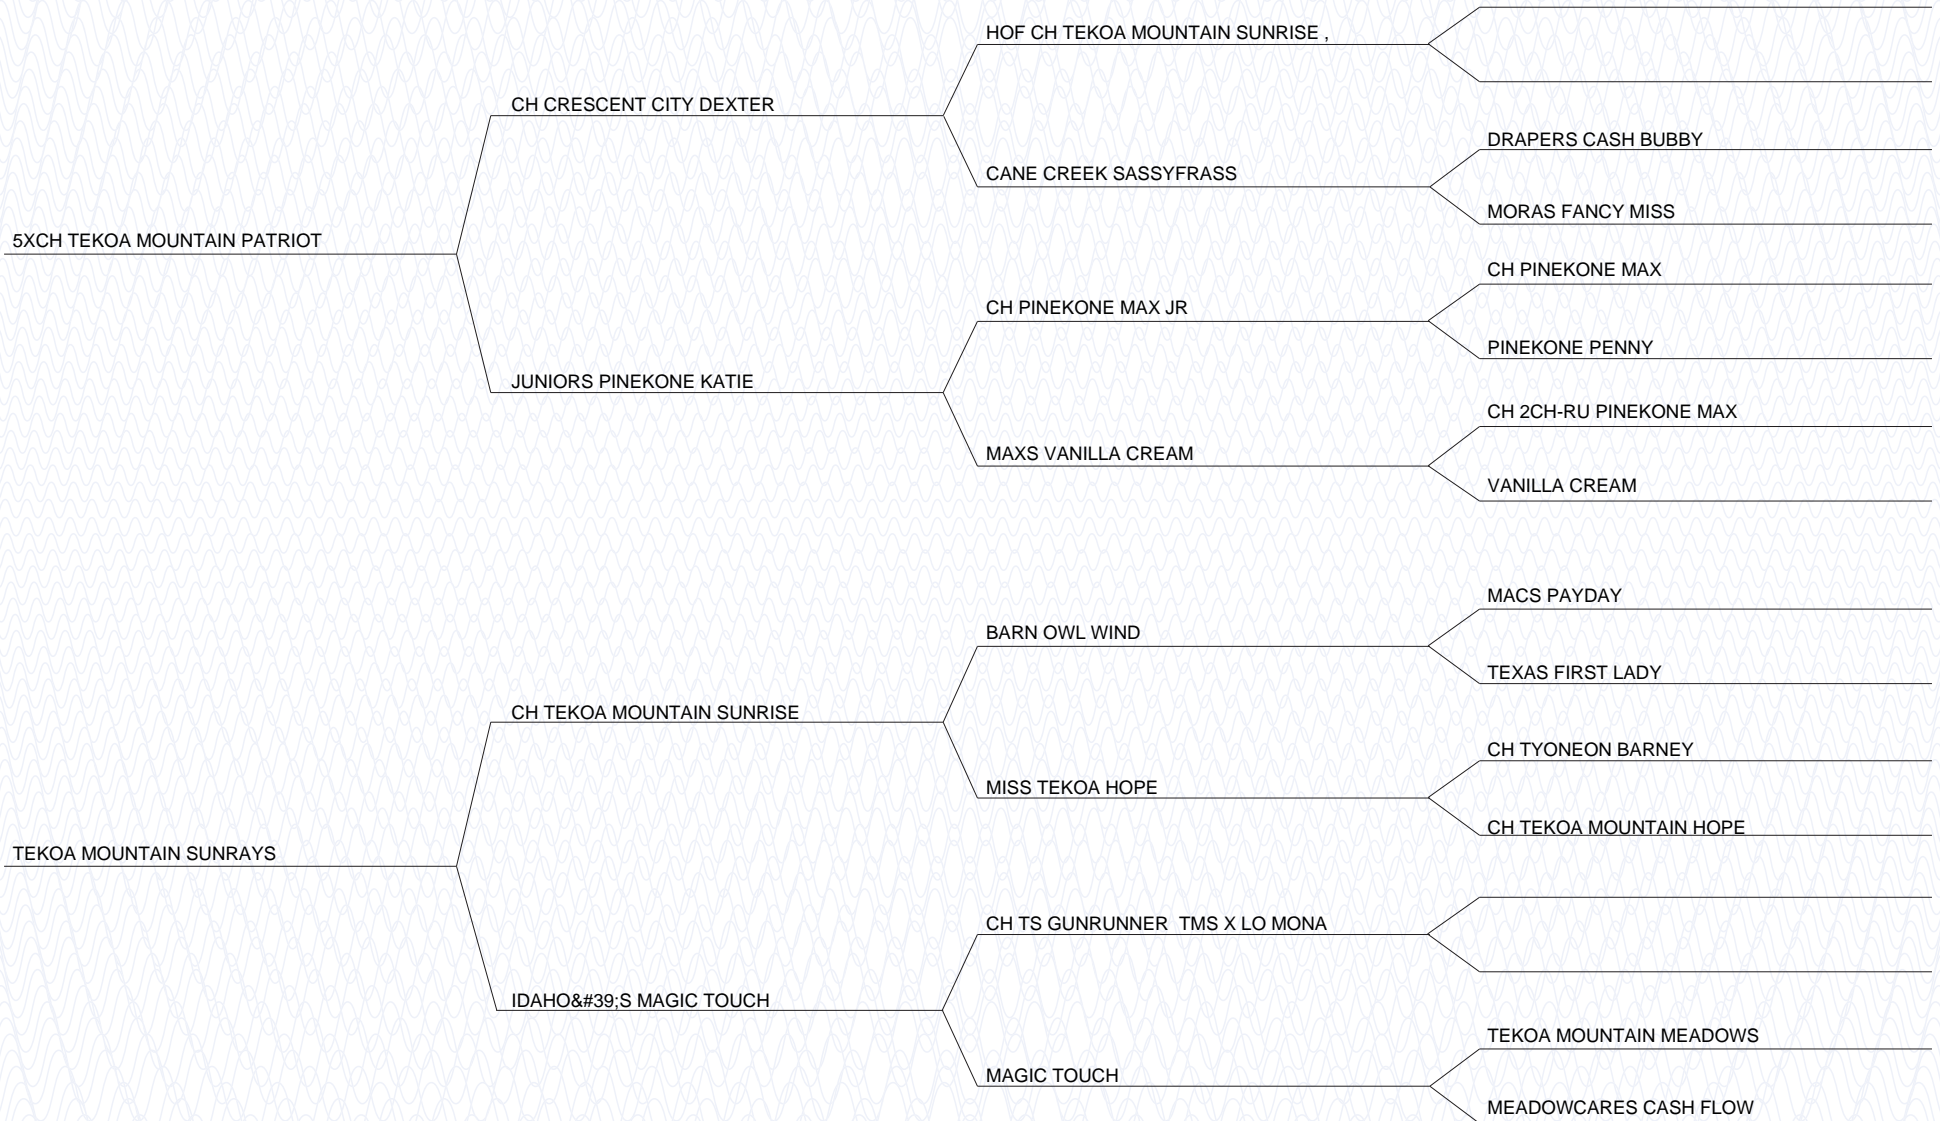 HOF CH TEKOA MOUNTAIN SUNRISE ,
CH CRESCENT CITY DEXTER
DRAPERS CASH BUBBY
CANE CREEK SASSYFRASS
MORAS FANCY MISS
5XCH TEKOA MOUNTAIN PATRIOT
CH PINEKONE MAX
CH PINEKONE MAX JR
PINEKONE PENNY
JUNIORS PINEKONE KATIE
CH 2CH-RU PINEKONE MAX
MAXS VANILLA CREAM
VANILLA CREAM
MACS PAYDAY
BARN OWL WIND
TEXAS FIRST LADY
CH TEKOA MOUNTAIN SUNRISE
CH TYONEON BARNEY
MISS TEKOA HOPE
CH TEKOA MOUNTAIN HOPE
TEKOA MOUNTAIN SUNRAYS
CH TS GUNRUNNER  TMS X LO MONA
IDAHO&#39;S MAGIC TOUCH
TEKOA MOUNTAIN MEADOWS
MAGIC TOUCH
MEADOWCARES CASH FLOW